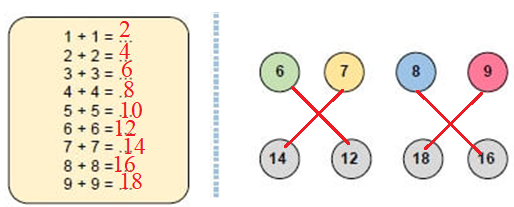 1 + 1 = 2
2 + 2 = 4
3 + 3 = 6
4 + 4 = 8
5 + 5 = 10
6 + 6 = 12
7 + 7 = 14
8 + 8 = 16
9 + 9 = 18
6 7 8 9
14 12 18 16